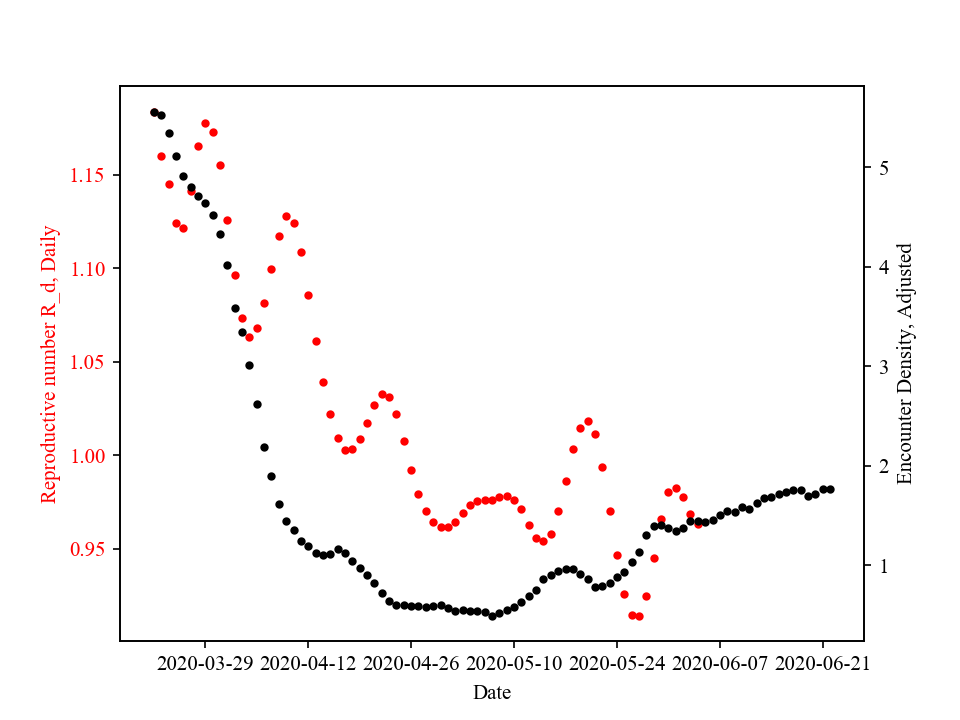 1.15
1.10
1.05
1.00
0.95
Reproductive number R_d, Daily
5
4
3
2
1
Encounter Density, Adjusted
2020-03-29 2020-04-12 2020-04-26 2020-05-10 2020-05-24 2020-06-07 2020-06-21
Date